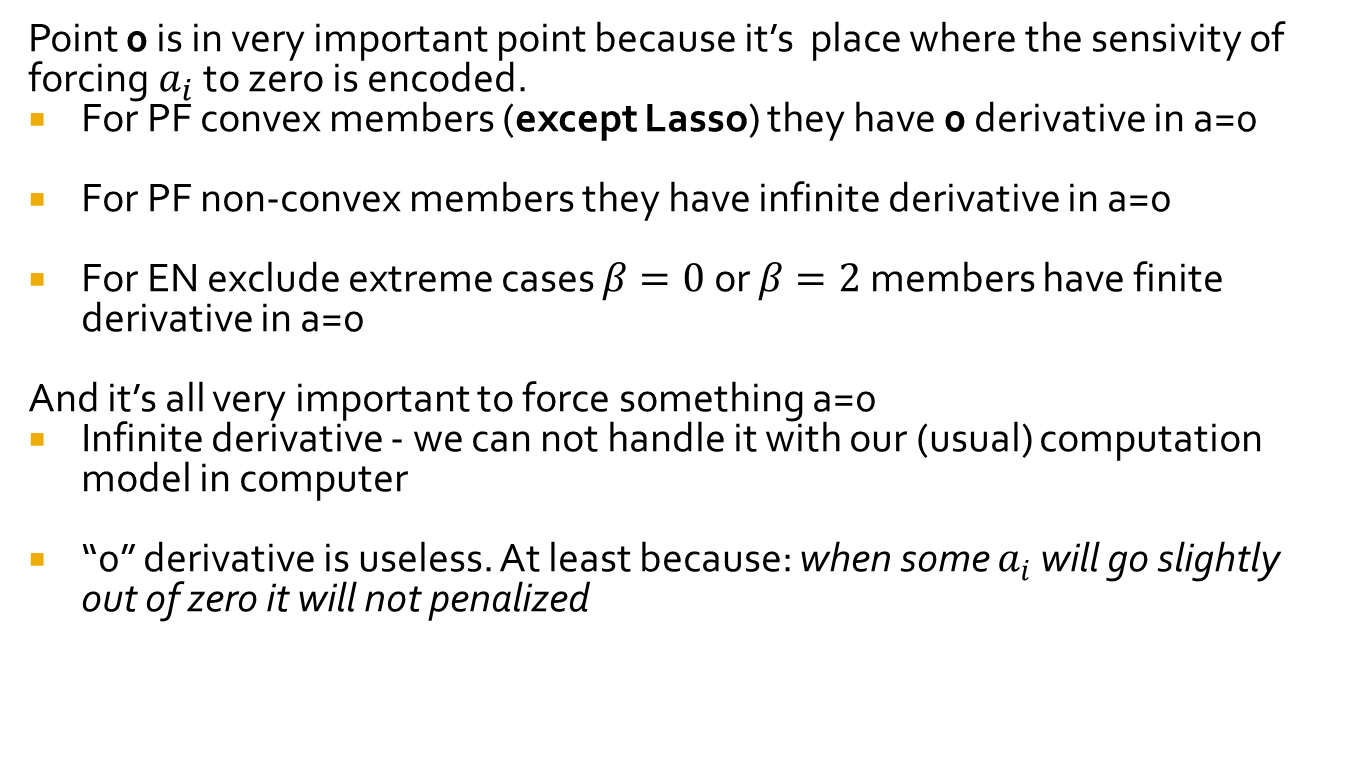 Point 0 is in very important point because it’s  place where the sensivity of
forcing a_i to zero is encoded.
▪ For PF convex members (except Lasso) they have 0 derivative in a=0
▪ For PF non-convex members they have infinite derivative in a=0
▪ For EN exclude extreme cases β = 0 or β = 2 members have finite
derivative in a=0
And it’s all very important to force something a=0
▪ Infinite derivative - we can not handle it with our (usual) computation
model in computer
▪ “0” derivative is useless. At least because: when some a_i will go slightly
out of zero it will not penalized